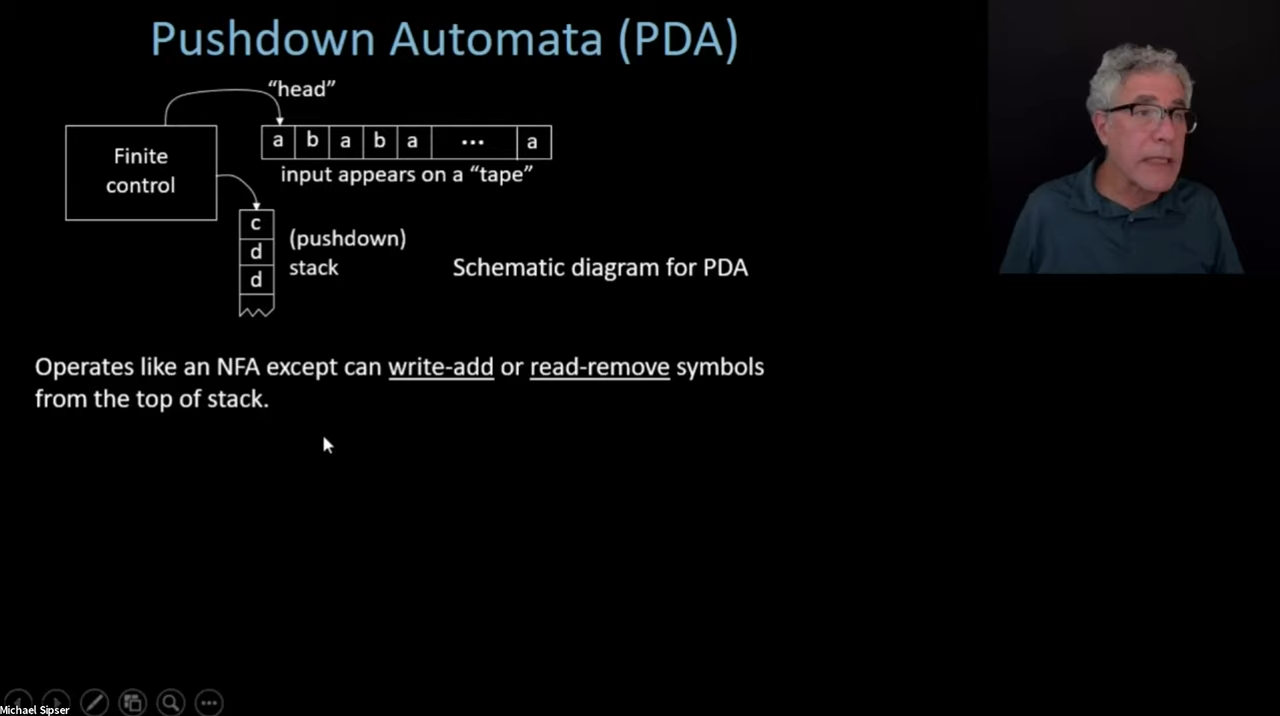 Pushdown Automata (PDA)
“head”
a b a b a ... a
Finite
control
input appears on a “tape”
c
d
d
(pushdown)
stack
Schematic diagram for PDA
Operates like an NFA except can write-add or read-remove symbols
from the top of stack.
Michael Sipser